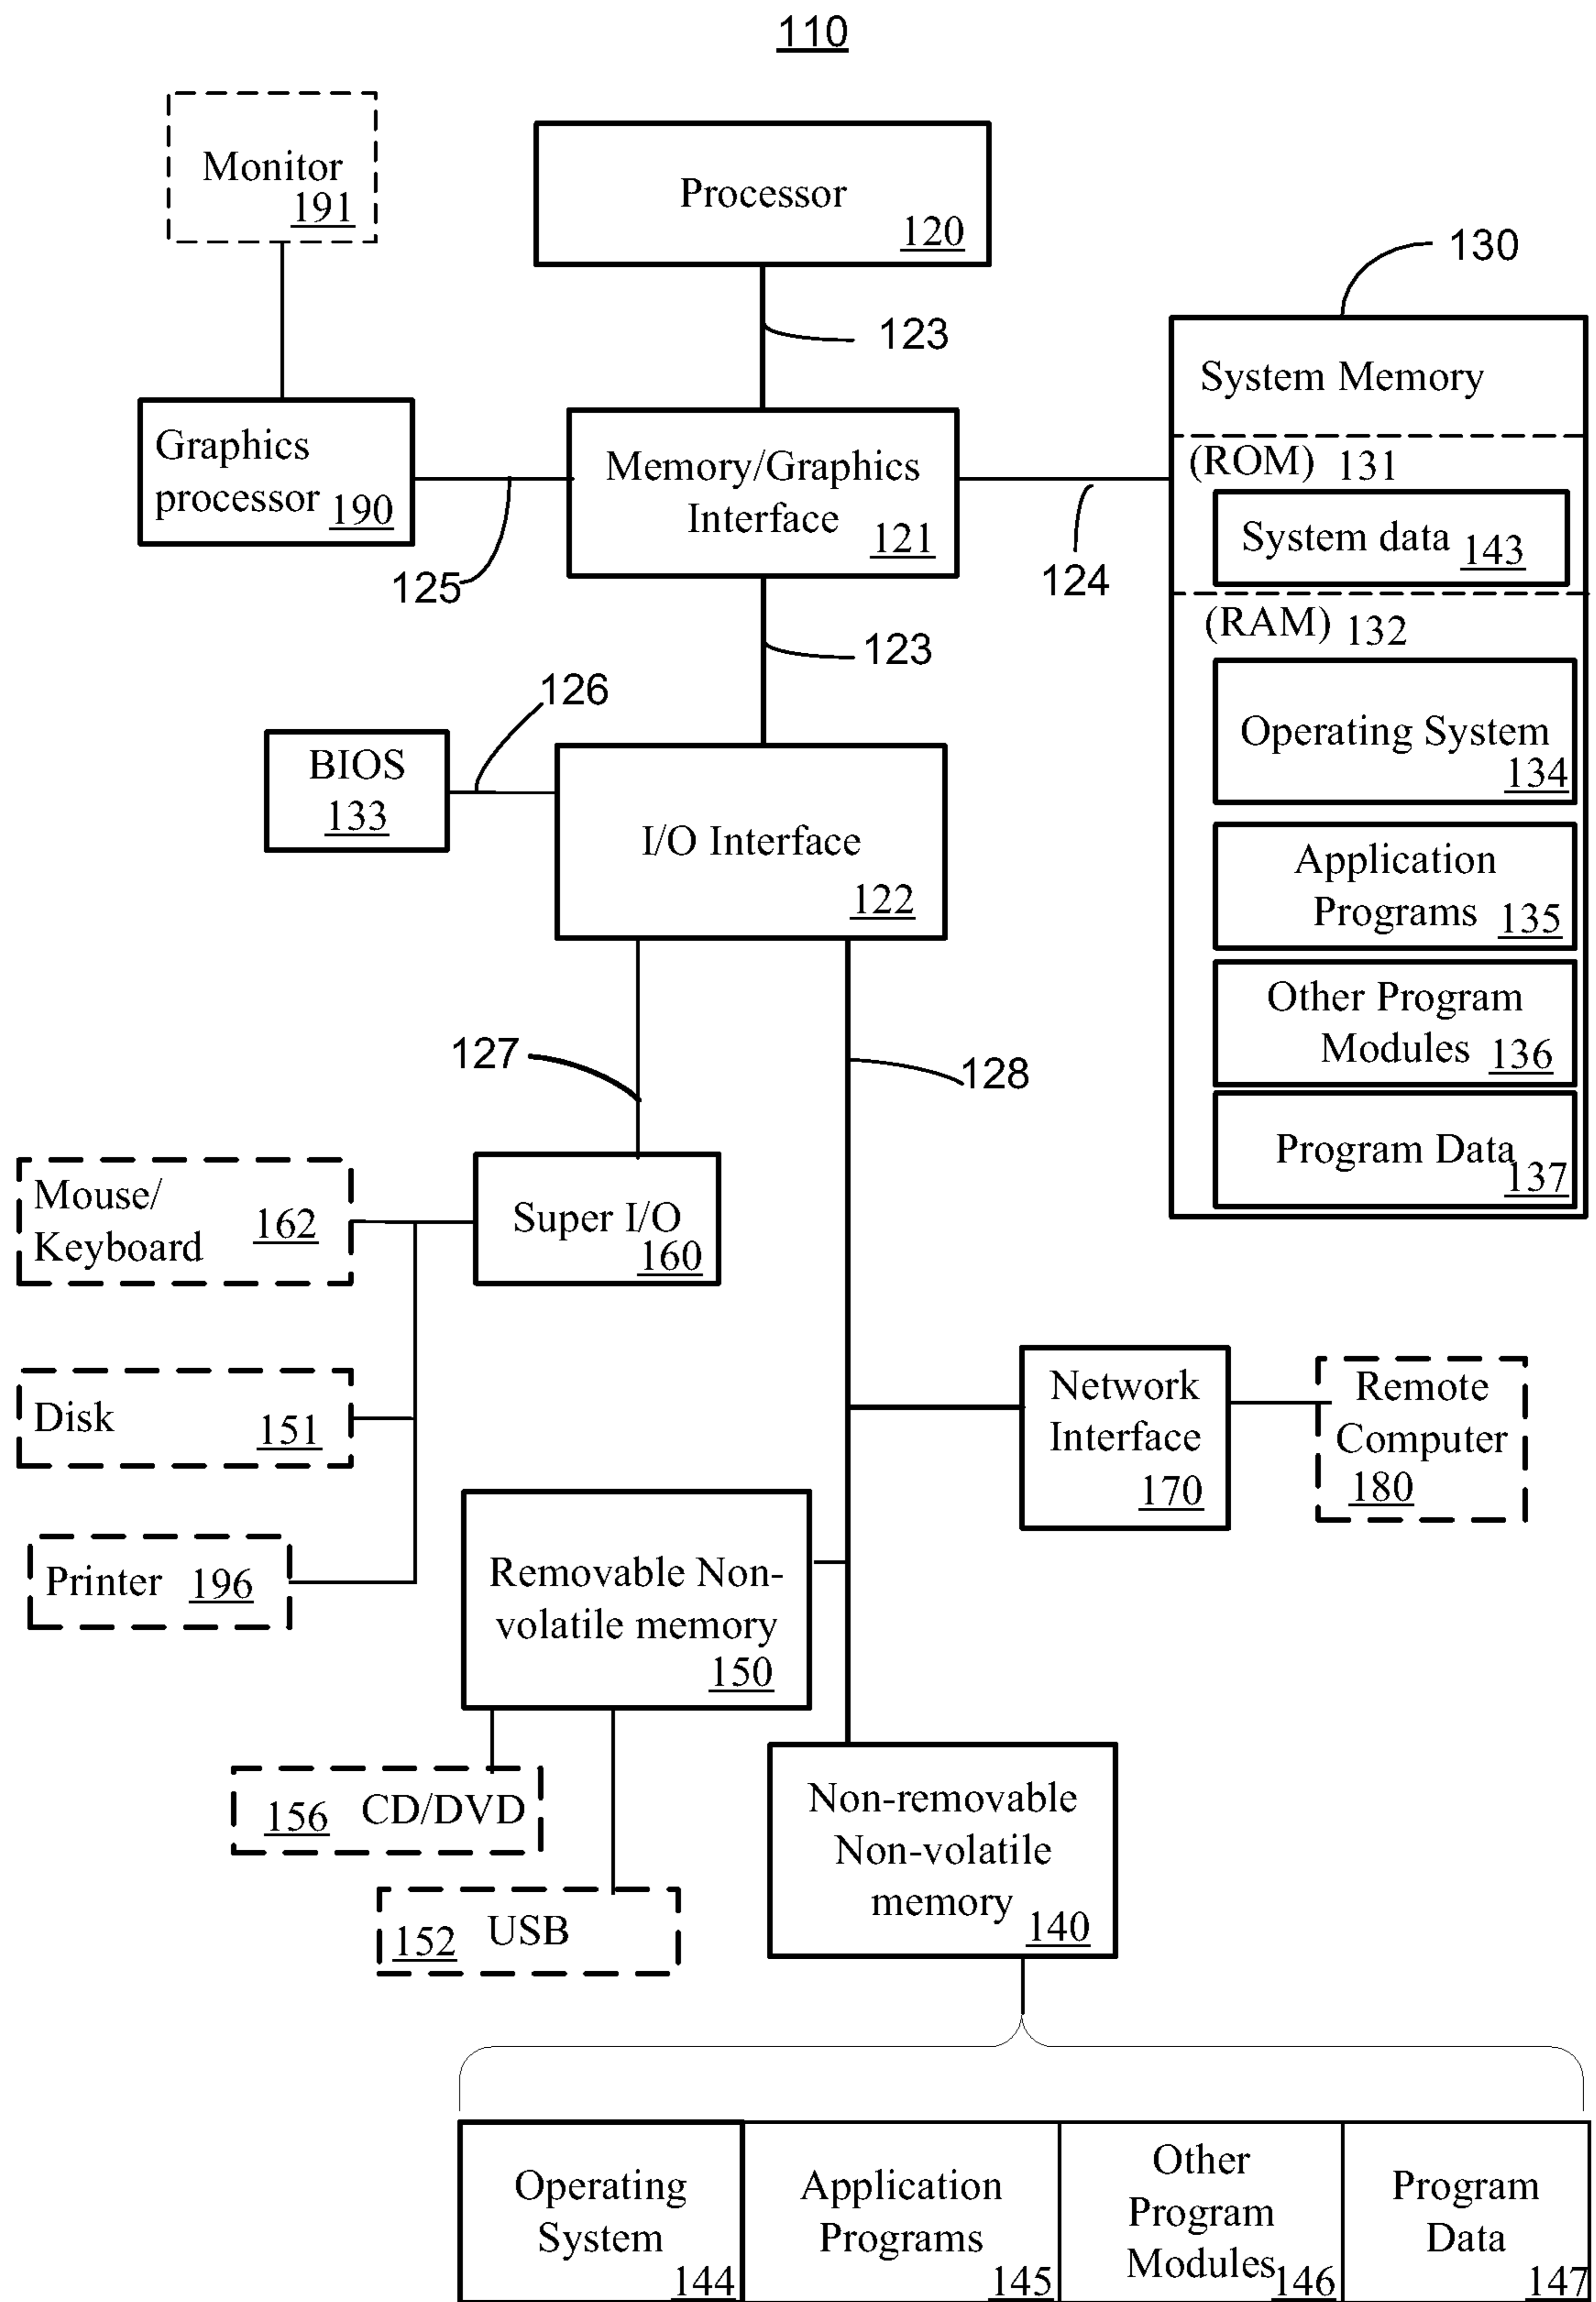 110
Monitor
191
Processor
120
130
123
System Memory
Graphics
processor 190
Memory/Graphics
Interface
121
(ROM) 131
System data 143
125
124
(RAM) 132
123
126
Operating System
134
BIOS
133
I/O Interface
122
Application
Programs 135
Other Program
Modules 136
127
128
Program Data
137
Mouse/
Keyboard 162
Super I/O
160
Disk 151
Network
Interface
170
Remote
Computer
180
Printer 196
Removable Non-
volatile memory
150
156 CD/DVD
Non-removable
Non-volatile
memory 140
152 USB
Operating
System
144
Application
Programs
145
Other
Program
Modules 146
Program
Data
147